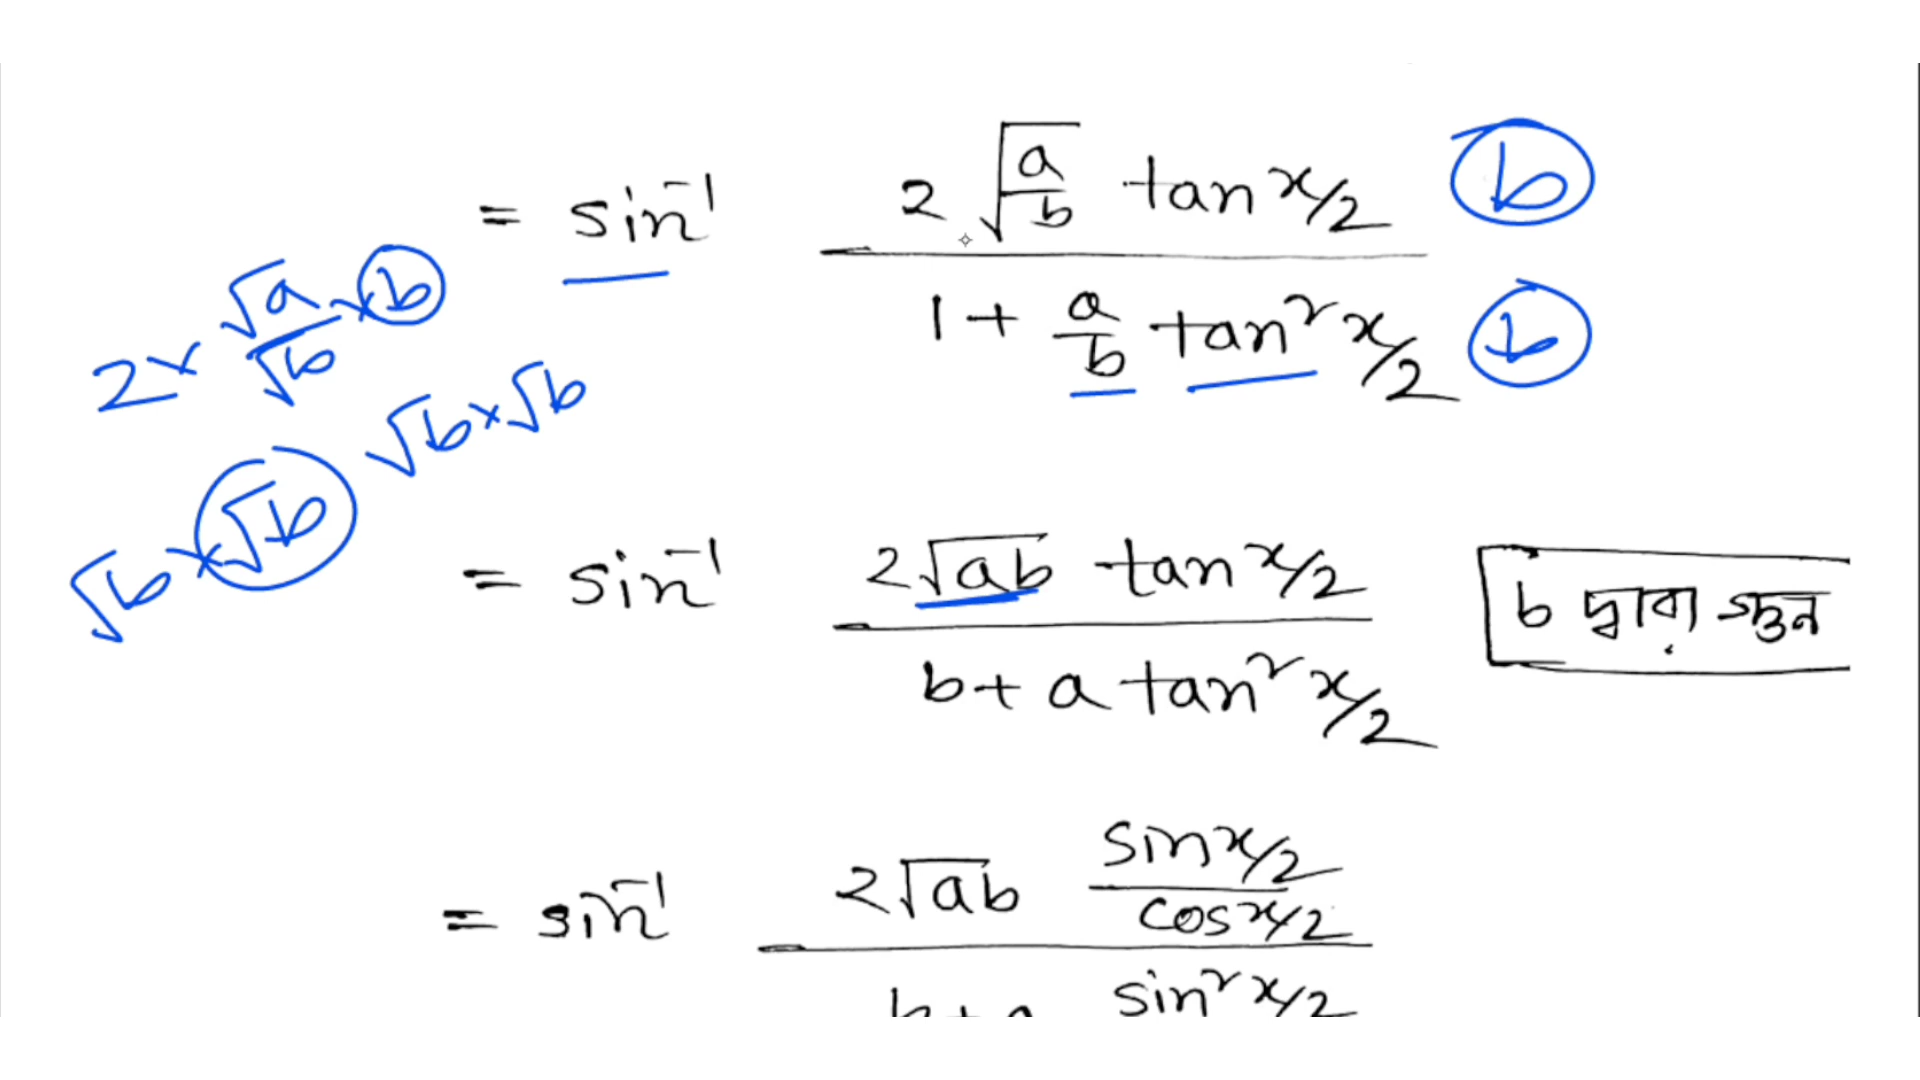 = sin⁻¹ (2 √(a/b) tan x/2) / (1 + a/b tan² x/2)
b
b
2 × √a/√b × b
√b × √b
√b × √b
= sin⁻¹ (2√ab tan x/2) / (b + a tan² x/2)
b দ্বারা গুন
= sin⁻¹ 2√ab (sin x/2) / (cos x/2)
b + a sin² x/2